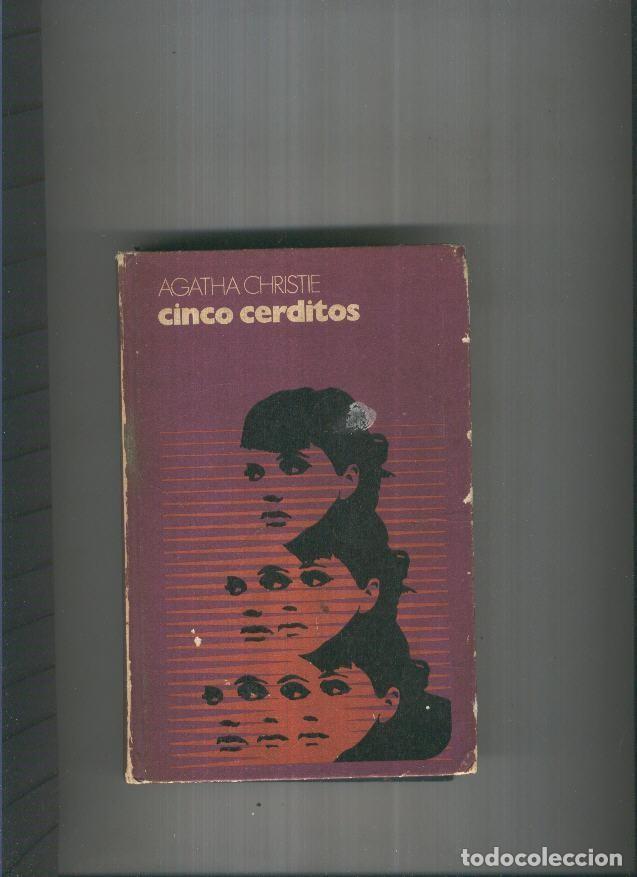 AGATHA CHRISTIE
cinco cerditos
todocoleccion